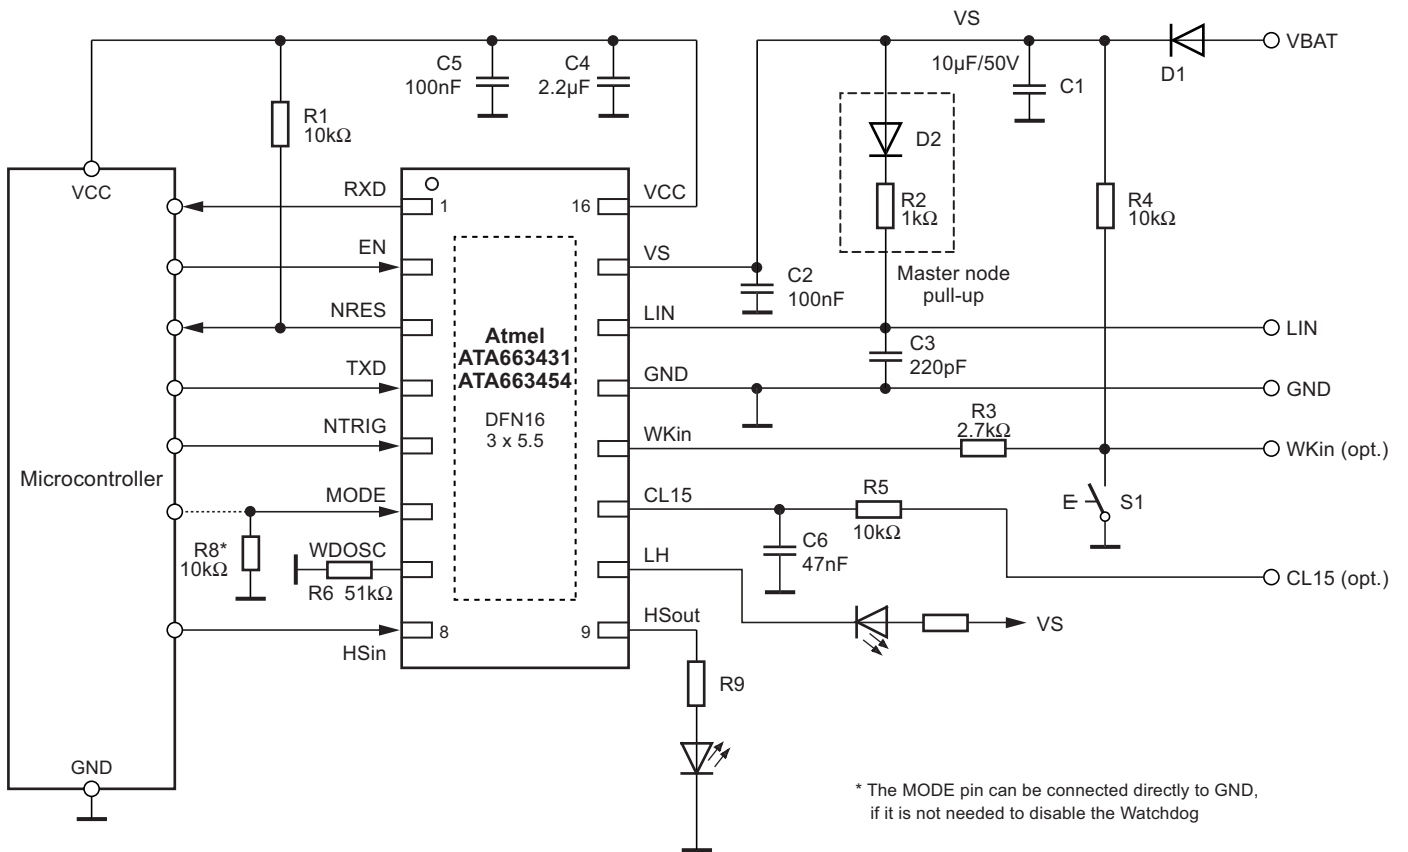 VS
VBAT
D1
C5
100nF
C4
2.2µF
10µF/50V
C1
R1
10kΩ
D2
R2
1kΩ
R4
10kΩ
Master node
pull-up
VCC
RXD
1
16
VCC
EN
VS
C2
100nF
NRES
LIN
LIN
C3
220pF
Atmel
ATA663431
ATA663454
DFN16
3 x 5.5
TXD
GND
GND
NTRIG
WKin
R3
2.7kΩ
WKin (opt.)
Microcontroller
MODE
CL15
R5
10kΩ
E
S1
R8*
10kΩ
WDOSC
R6 51kΩ
C6
47nF
LH
CL15 (opt.)
HSin
8
9
HSout
VS
R9
GND
* The MODE pin can be connected directly to GND,
if it is not needed to disable the Watchdog